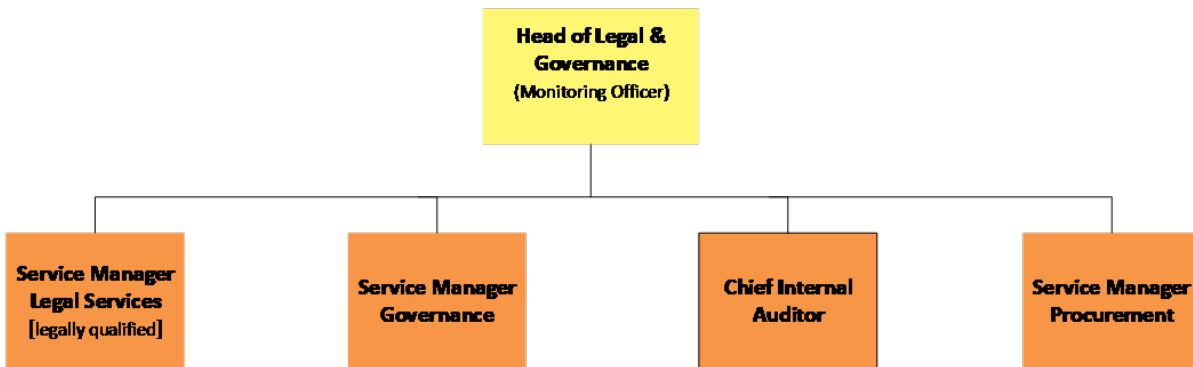 Head of Legal &
Governance
(Monitoring Officer)
Service Manager
Legal Services
[legally qualified]
Service Manager
Governance
Chief Internal
Auditor
Service Manager
Procurement